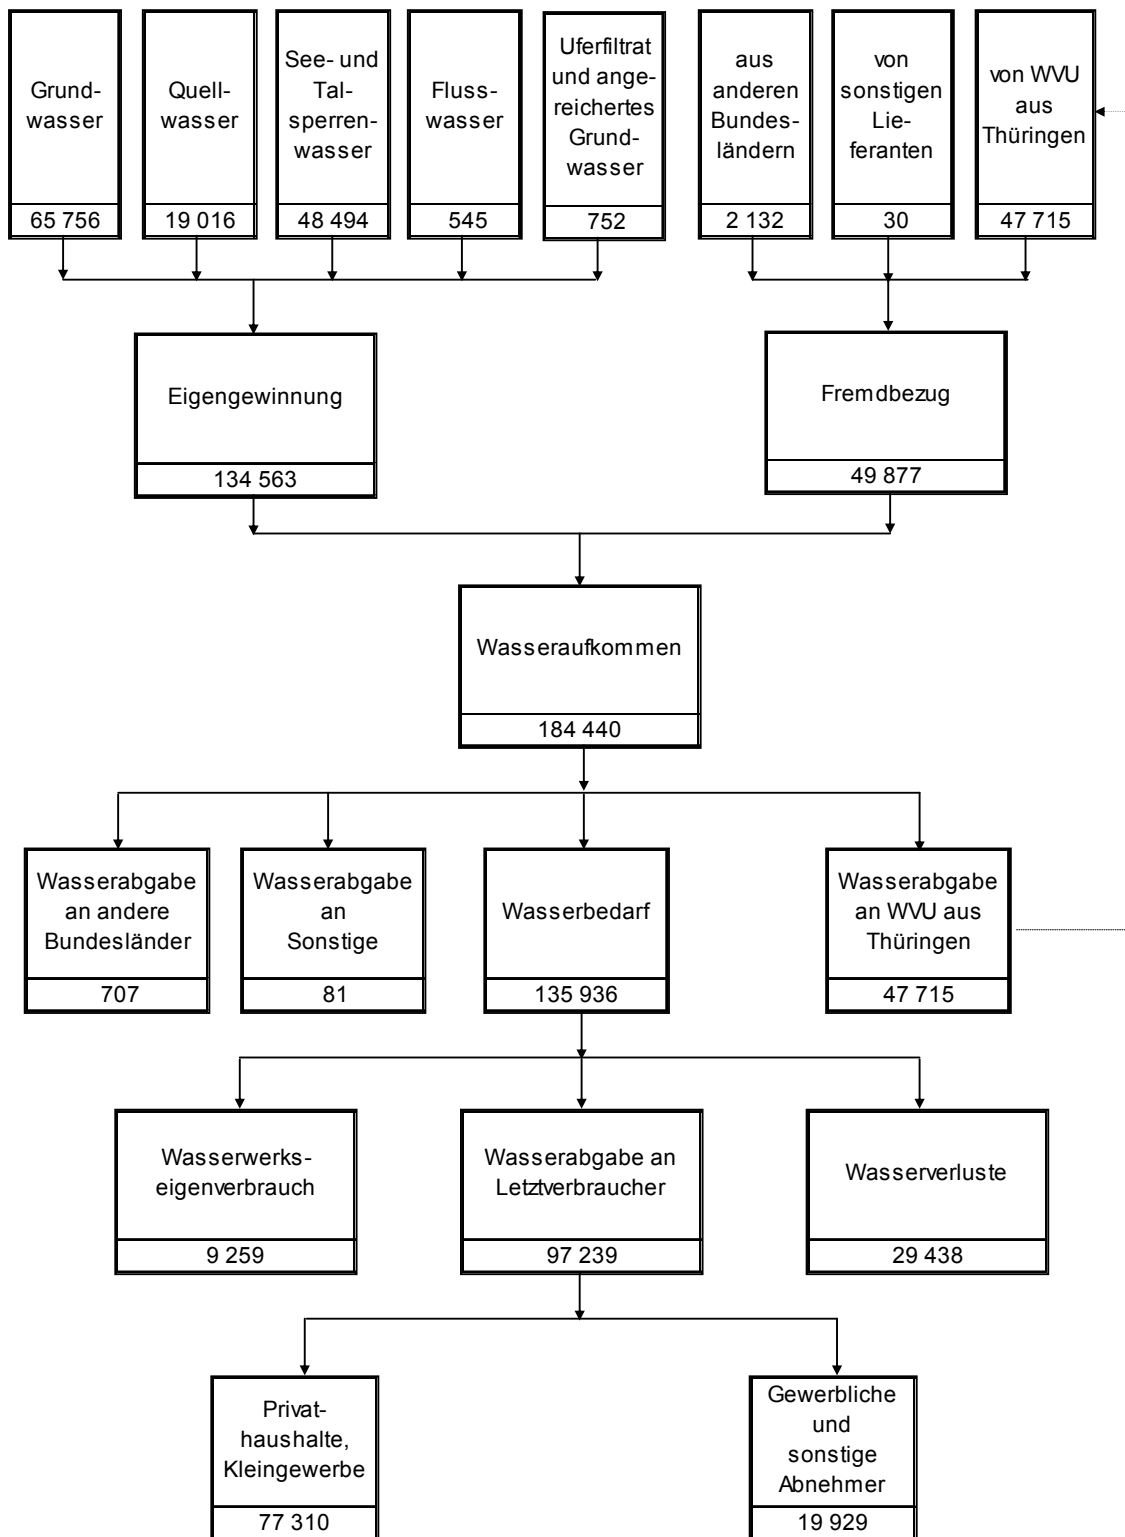 Grund-
wasser
65 756
Quell-
wasser
19 016
See- und
Tal-
sperren-
wasser
48 494
Fluss-
wasser
545
Uferfiltrat
und ange-
reichertes
Grund-
wasser
752
aus
anderen
Bundes-
ländern
2 132
von
sonstigen
Lie-
feranten
30
von WVU
aus
Thüringen
47 715
Eigengewinnung
134 563
Fremdbezug
49 877
Wasseraufkommen
184 440
Wasserabgabe
an andere
Bundesländer
707
Wasserabgabe
an
Sonstige
81
Wasserbedarf
135 936
Wasserabgabe
an WVU aus
Thüringen
47 715
Wasserwerks-
eigenverbrauch
9 259
Wasserabgabe an
Letztverbraucher
97 239
Wasserverluste
29 438
Privat-
haushalte,
Kleingewerbe
77 310
Gewerbliche
und
sonstige
Abnehmer
19 929